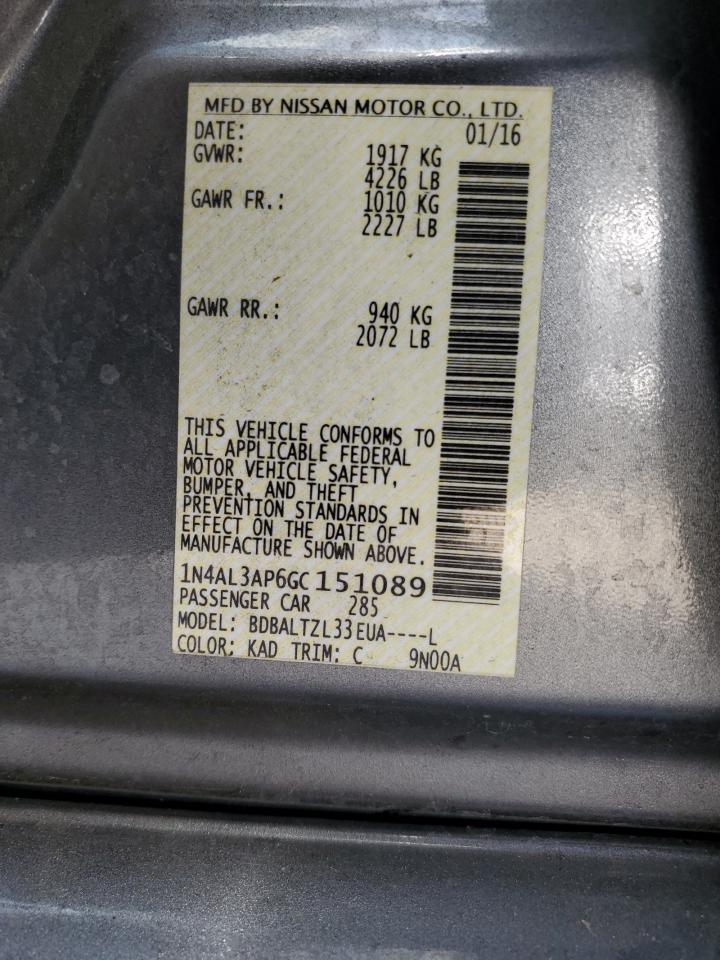 MFD BY NISSAN MOTOR CO., LTD.
DATE: 01/16
GVWR: 1917 KG
4226 LB
GAWR FR.: 1010 KG
2227 LB
GAWR RR.: 940 KG
2072 LB
THIS VEHICLE CONFORMS TO
ALL APPLICABLE FEDERAL
MOTOR VEHICLE SAFETY,
BUMPER, AND THEFT
PREVENTION STANDARDS IN
EFFECT ON THE DATE OF
MANUFACTURE SHOWN ABOVE.
1N4AL3AP6GC151089
PASSENGER CAR 285
MODEL: BDBALTZL33EUA----L
COLOR: KAD TRIM: C 9N00A